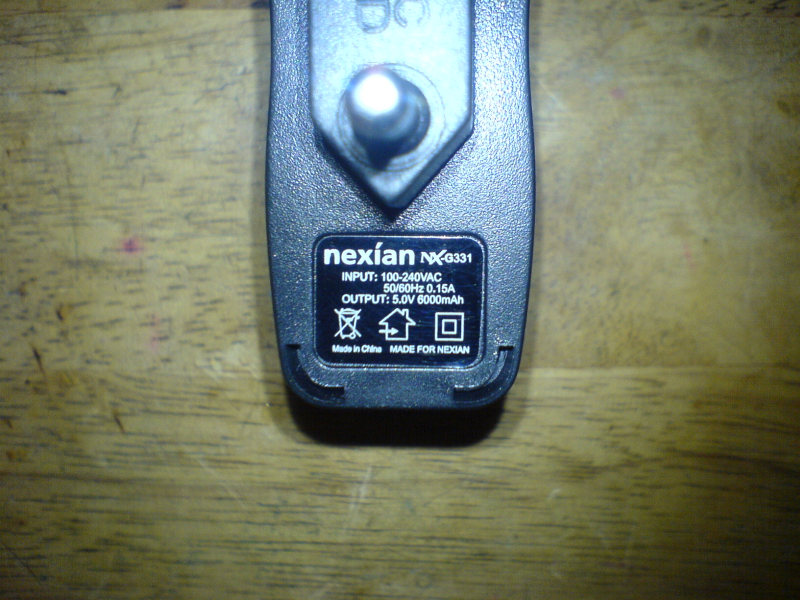 C
D
nexian NX-G331
INPUT: 100-240VAC
50/60Hz 0.15A
OUTPUT: 5.0V 6000mAh
Made in China MADE FOR NEXIAN